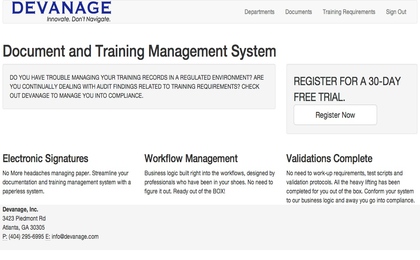 DEVANAGE
Innovate. Don't Navigate.
Departments Documents Training Requirements Sign Out
Document and Training Management System
DO YOU HAVE TROUBLE MANAGING YOUR TRAINING RECORDS IN A REGULATED ENVIRONMENT? ARE
YOU CONTINUALLY DEALING WITH AUDIT FINDINGS RELATED TO TRAINING REQUIREMENTS? CHECK
OUT DEVANAGE TO MANAGE YOU INTO COMPLIANCE.
REGISTER FOR A 30-DAY
FREE TRIAL.
Register Now
Electronic Signatures
No More headaches managing paper. Streamline your
documentation and training management system with a
paperless system.
Workflow Management
Business logic built right into the workflows, designed by
professionals who have been in your shoes. No need to
figure it out, Ready out of the BOX!
Validations Complete
No need to work-up requirements, test scripts and
validation protocols. All the heavy lifting has been
completed for you out of the box. Conform your system
to our business logic and away you go into compliance.
Devanage, Inc.
3423 Piedmont Rd
Atlanta, GA 30305
P: (404) 295-6995 E: info@devanage.com